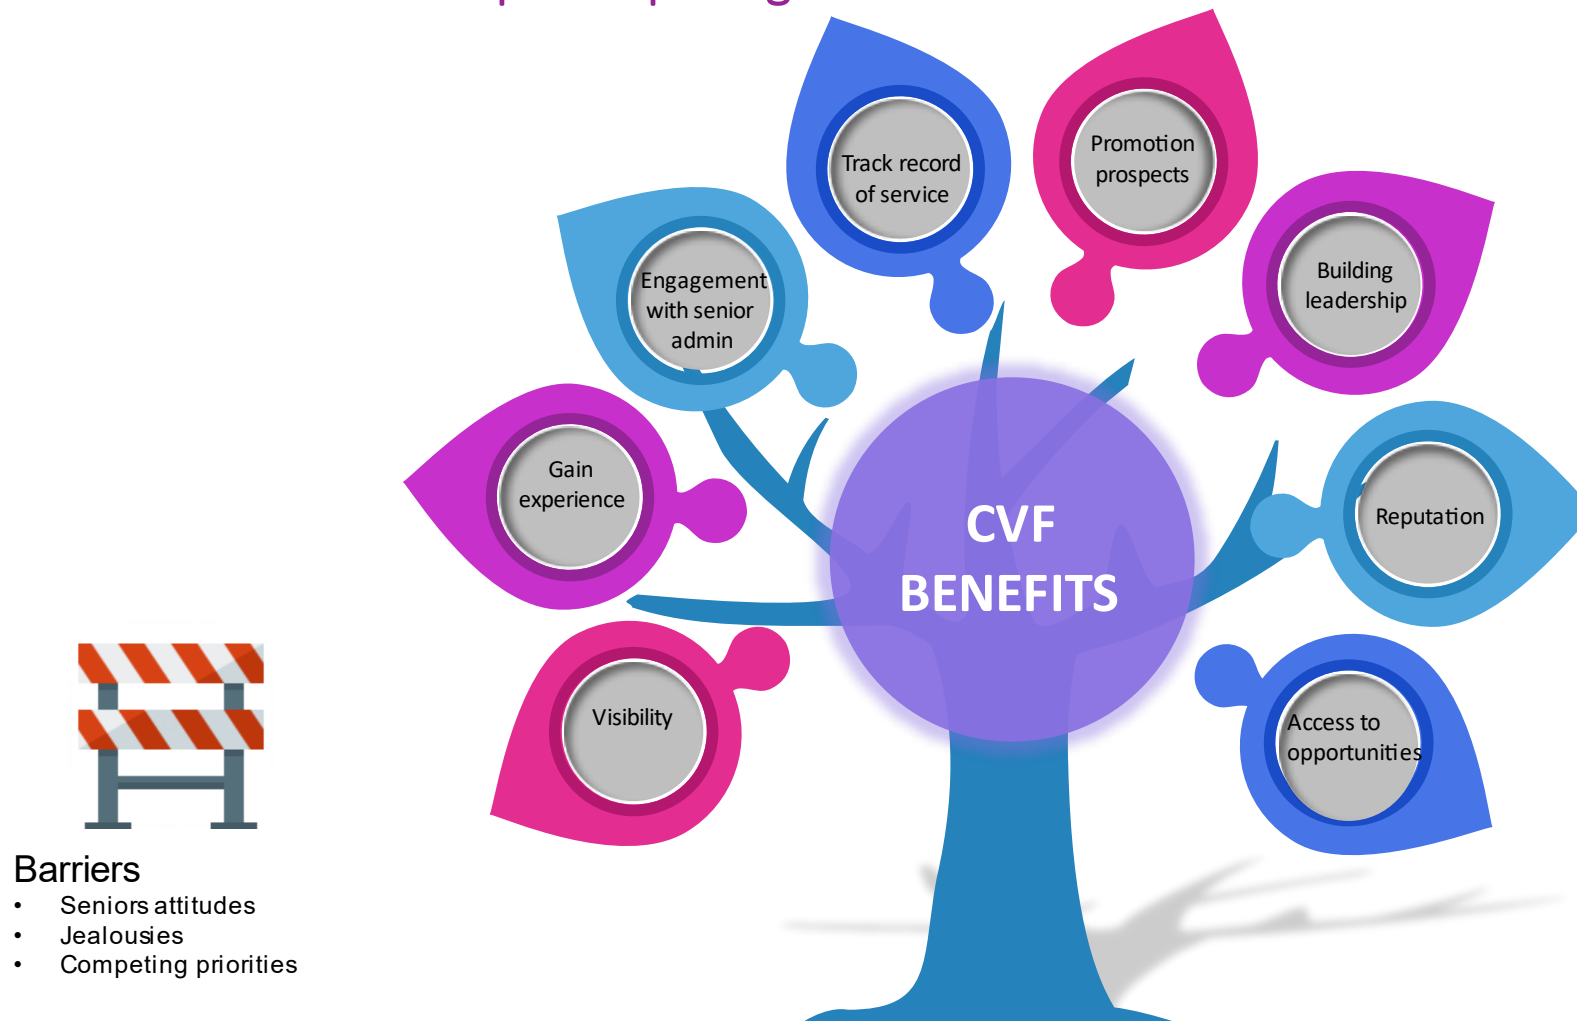 Track record
of service
Promotion
prospects
Engagement
with senior
admin
Building
leadership
Gain
experience
CVF
BENEFITS
Reputation
Visibility
Access to
opportunities
Barriers
• Seniors attitudes
• Jealousies
• Competing priorities